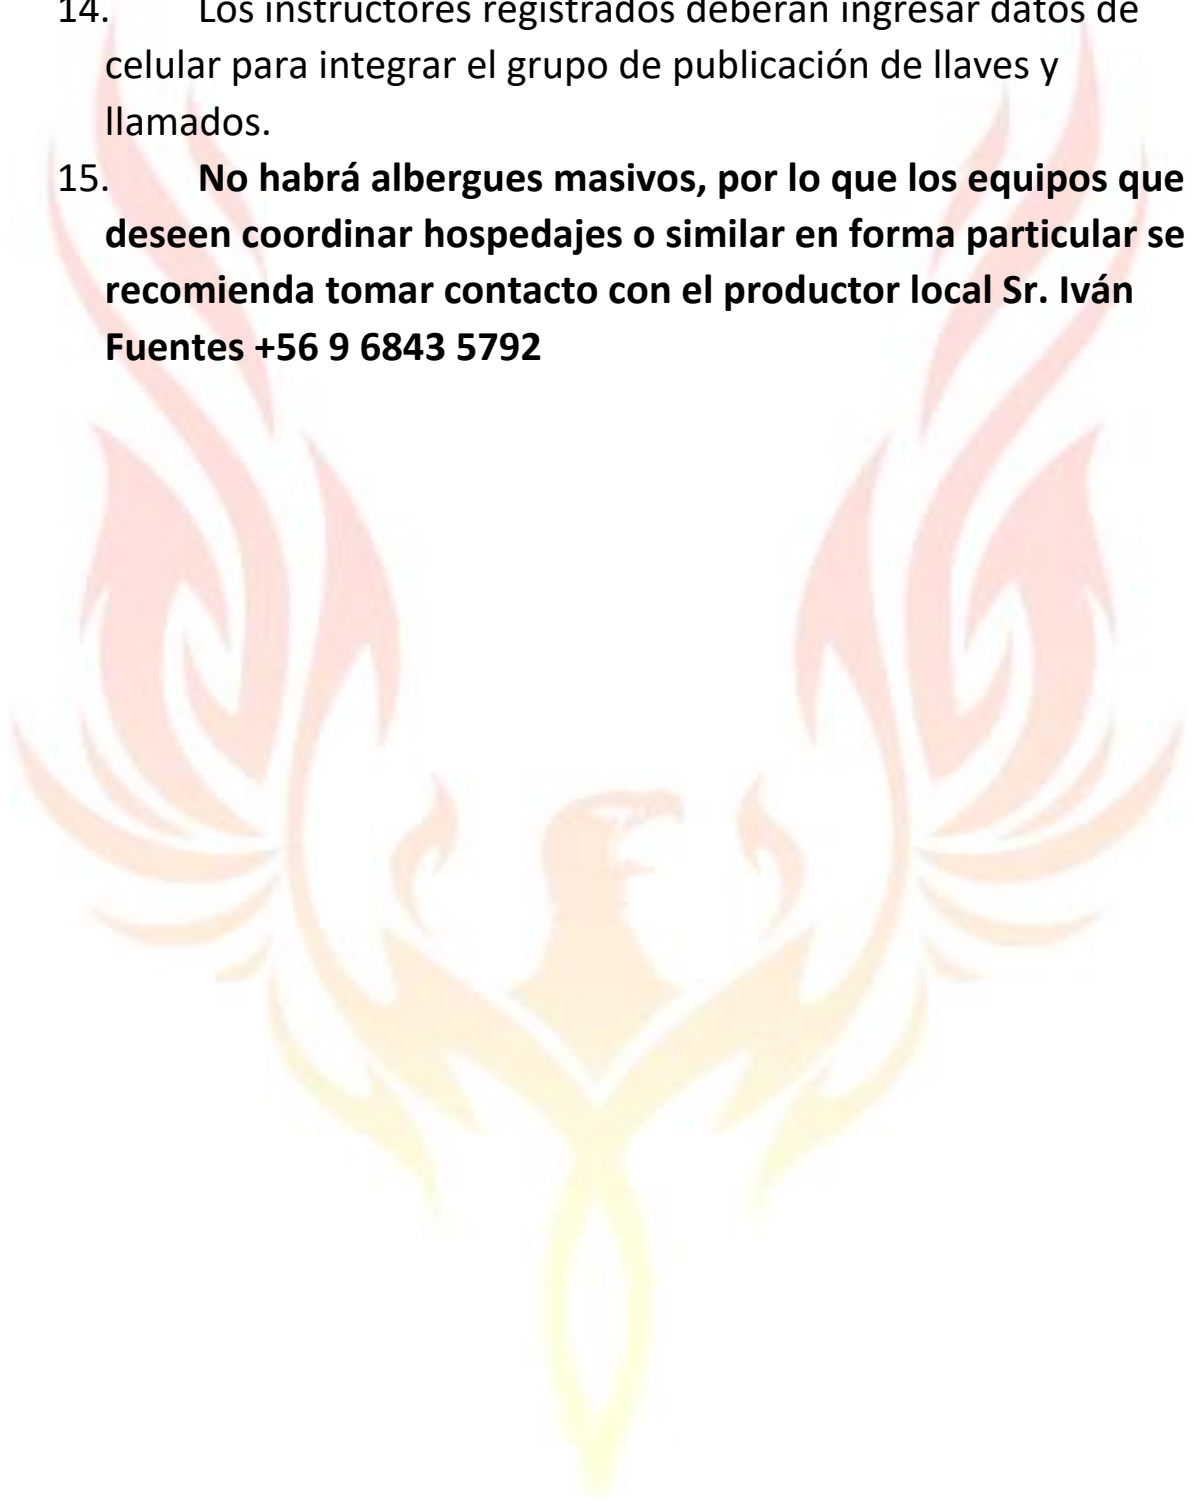 14. Los instructores registrados deberán ingresar datos de
celular para integrar el grupo de publicación de llaves y
llamados.
15. No habrá albergues masivos, por lo que los equipos que
deseen coordinar hospedajes o similar en forma particular se
recomienda tomar contacto con el productor local Sr. Iván
Fuentes +56 9 6843 5792